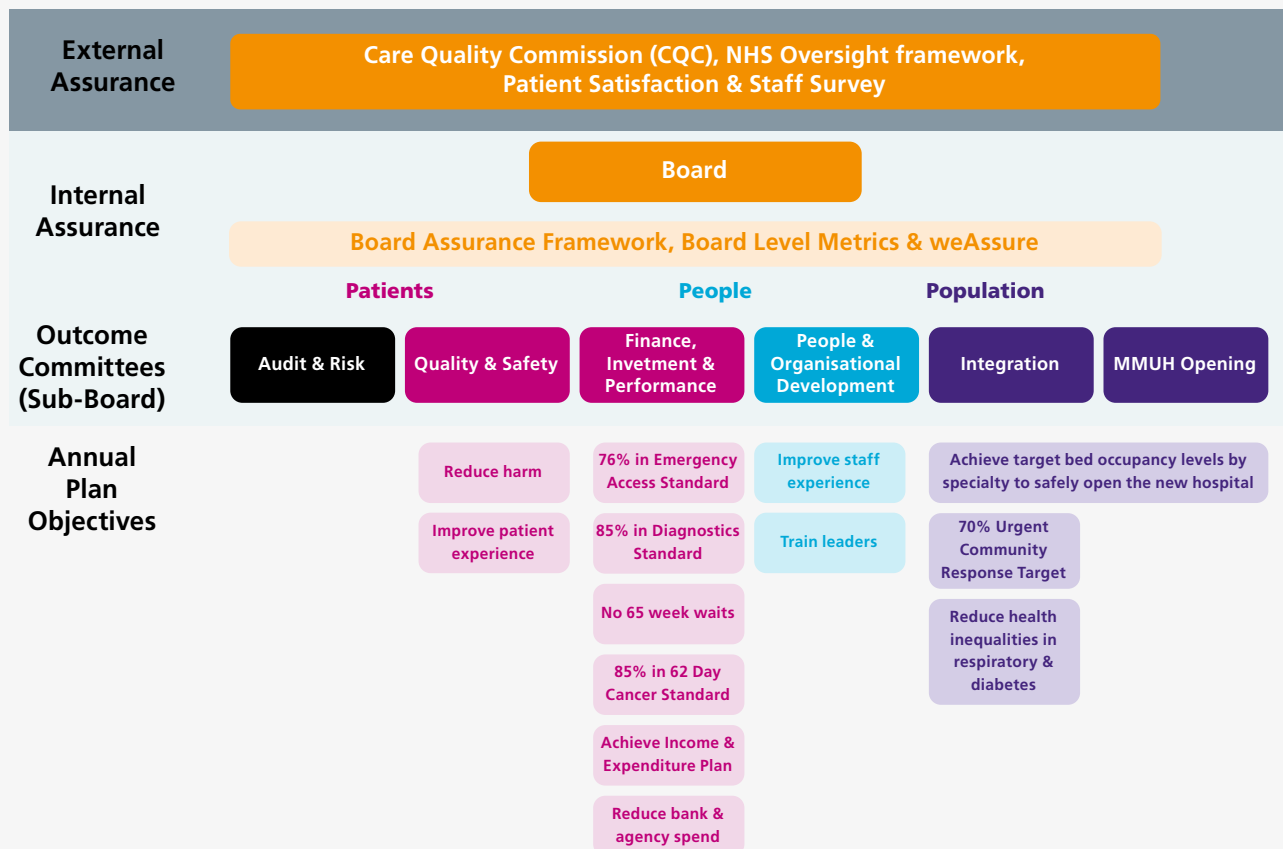 External
Assurance
Care Quality Commission (CQC), NHS Oversight framework,
Patient Satisfaction & Staff Survey
Internal
Assurance
Board
Board Assurance Framework, Board Level Metrics & weAssure
Patients
People
Population
Outcome
Committees
(Sub-Board)
Audit & Risk
Quality & Safety
Finance,
Invetment &
Performance
People &
Organisational
Development
Integration
MMUH Opening
Annual
Plan
Objectives
Reduce harm
Improve patient
experience
76% in Emergency
Access Standard
85% in Diagnostics
Standard
No 65 week waits
85% in 62 Day
Cancer Standard
Achieve Income &
Expenditure Plan
Reduce bank &
agency spend
Improve staff
experience
Train leaders
Achieve target bed occupancy levels by
specialty to safely open the new hospital
70% Urgent
Community
Response Target
Reduce health
inequalities in
respiratory &
diabetes